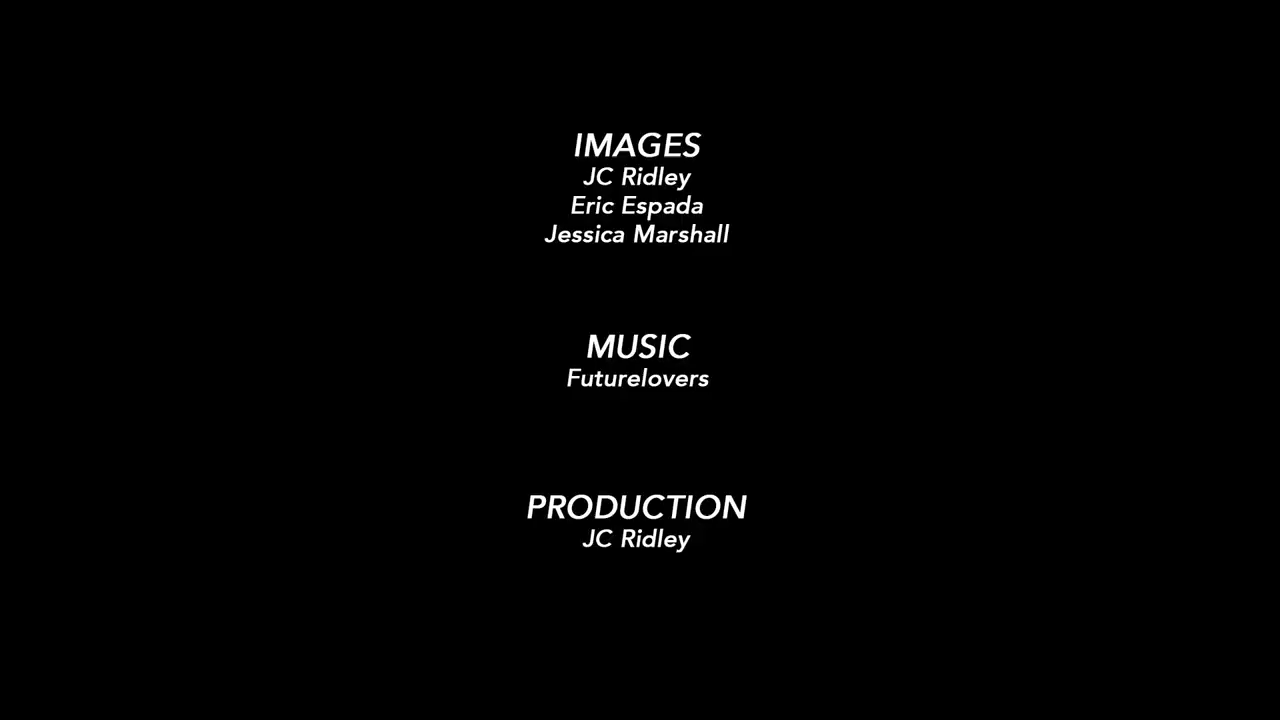 IMAGES
JC Ridley
Eric Espada
Jessica Marshall
MUSIC
Futurelovers
PRODUCTION
JC Ridley